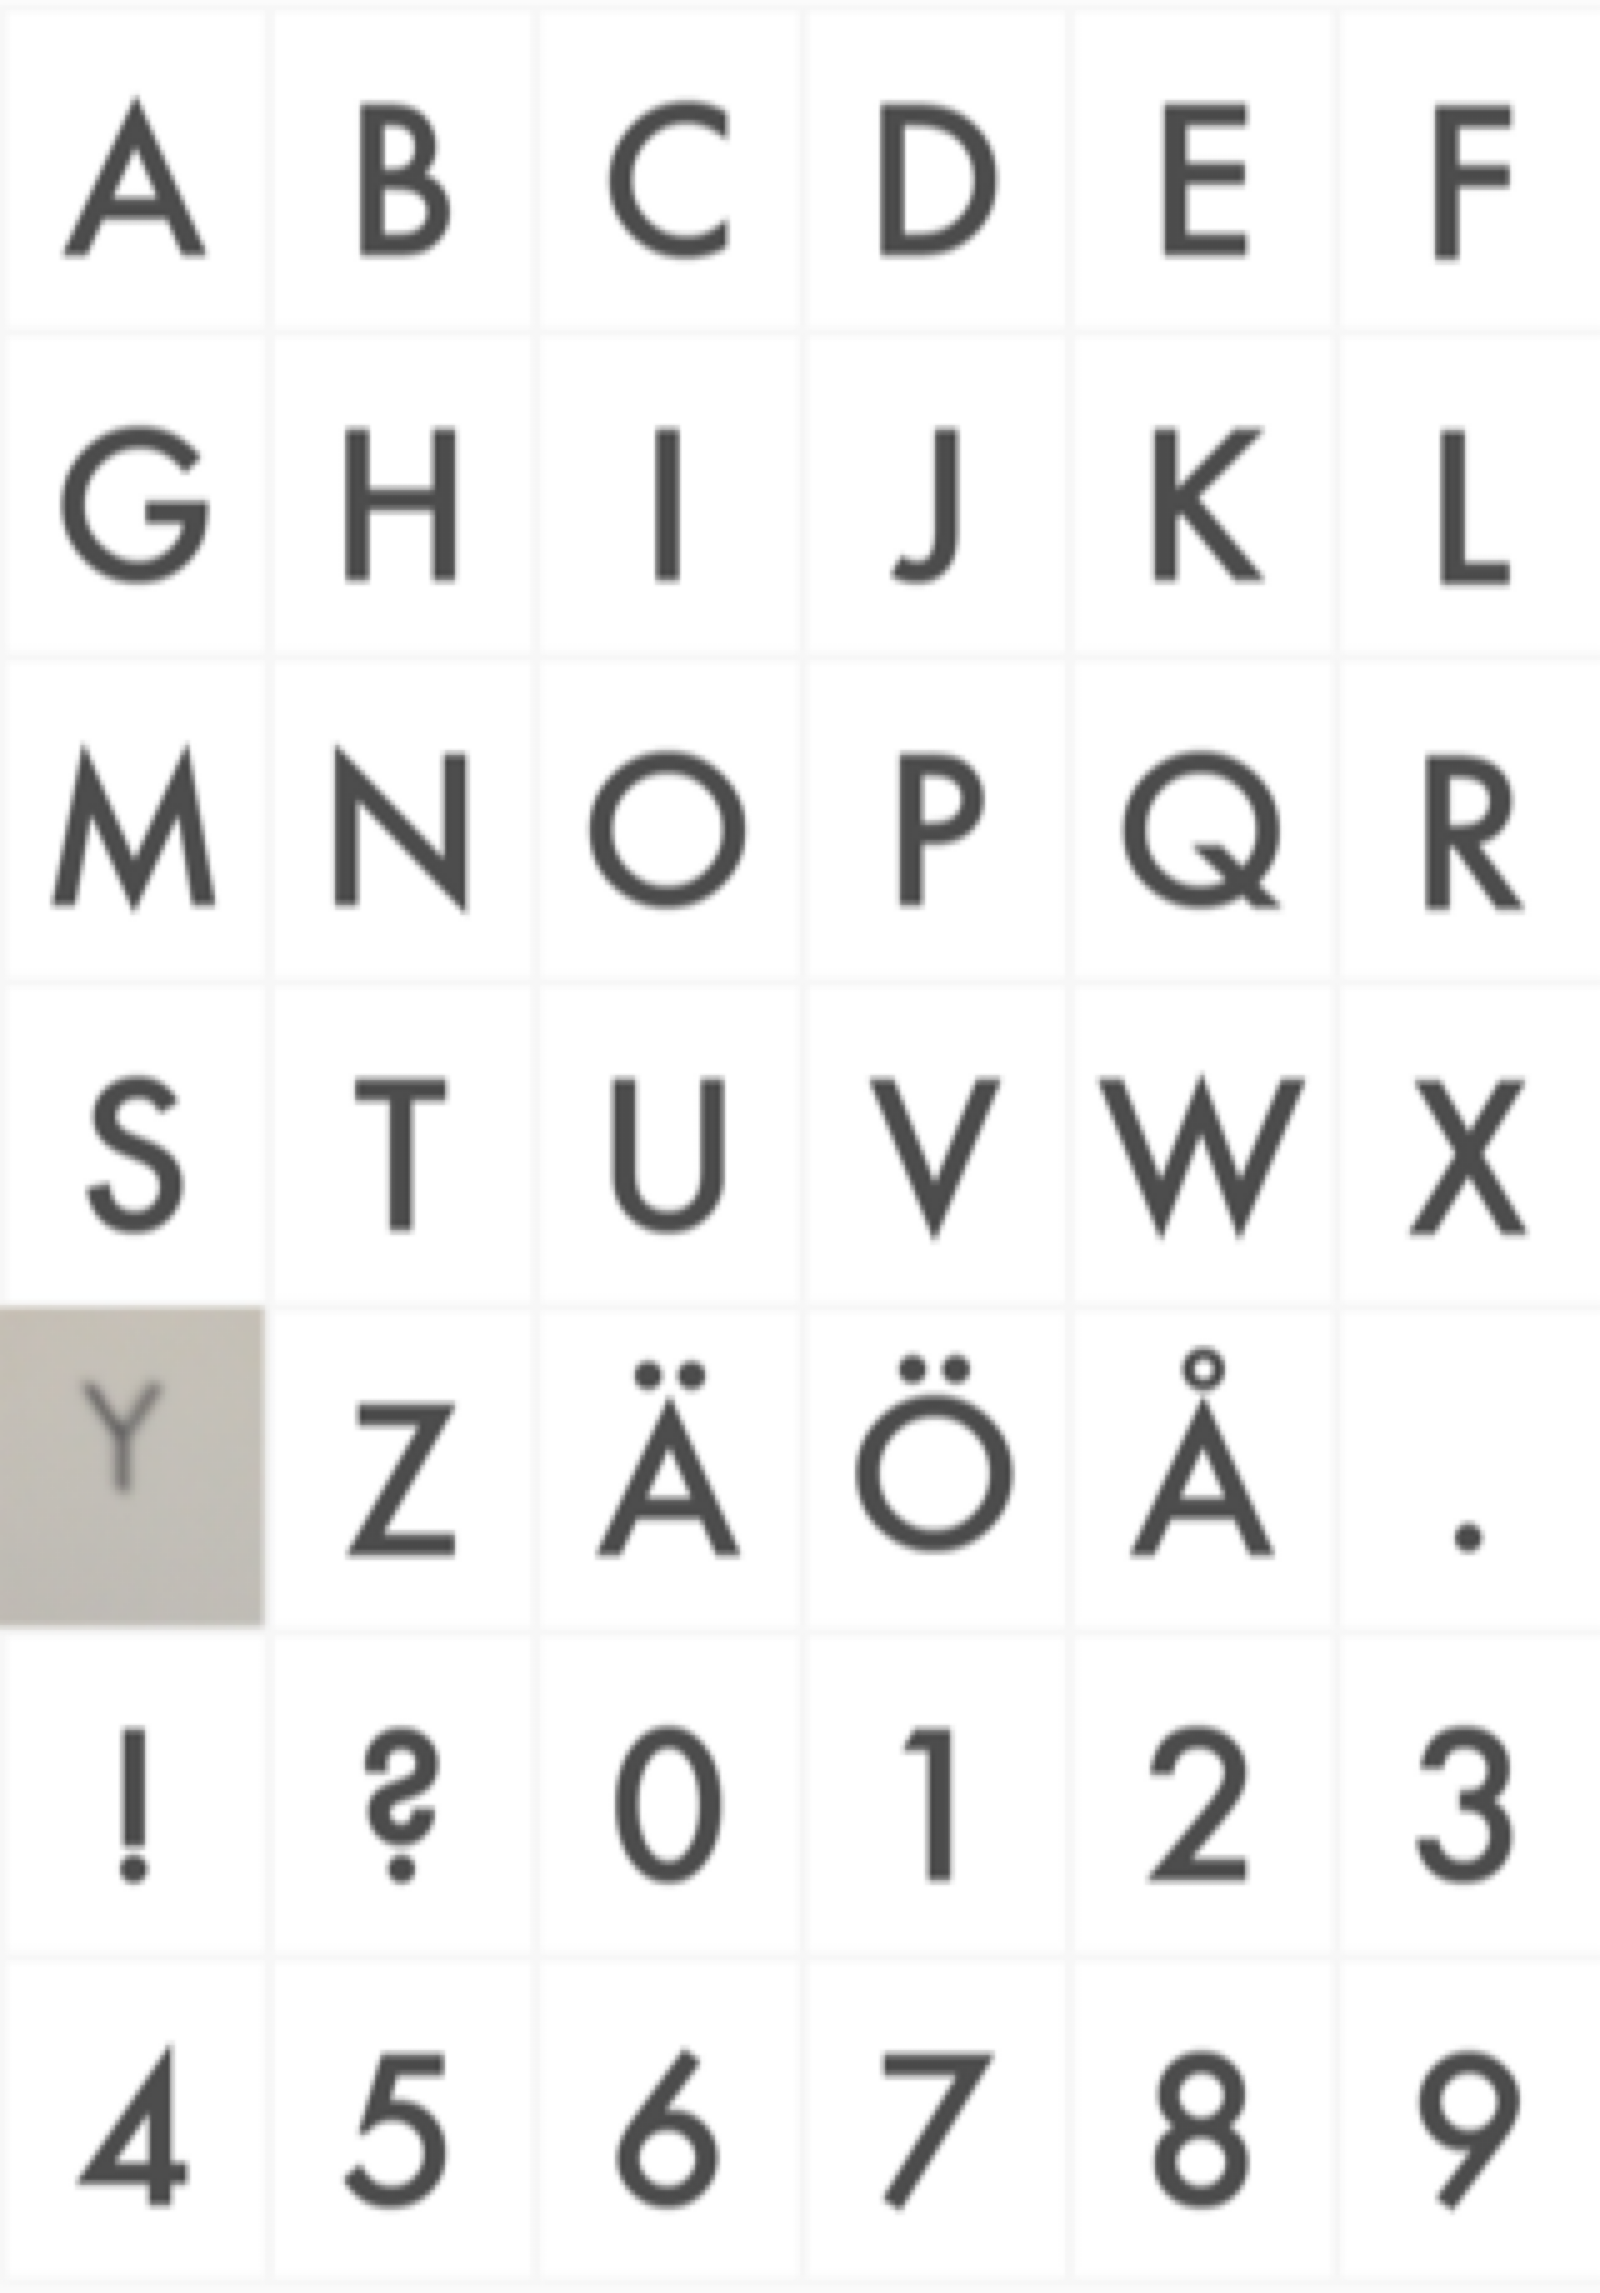 A B C D E F
G H I J K L
M N O P Q R
S T U V W X
Y Z Ä Ö Å .
! ? 0 1 2 3
4 5 6 7 8 9